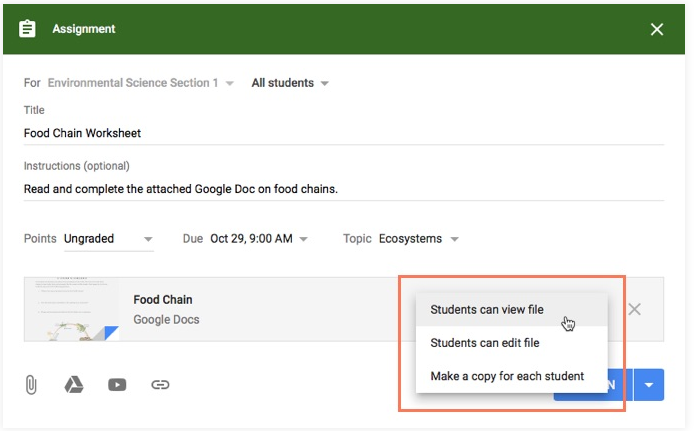 Assignment
For Environmental Science Section 1 All students
Title
Food Chain Worksheet
Instructions (optional)
Read and complete the attached Google Doc on food chains.
Points Ungraded Due Oct 29, 9:00 AM Topic Ecosystems
Food Chain
Google Docs
Students can view file
Students can edit file
Make a copy for each student